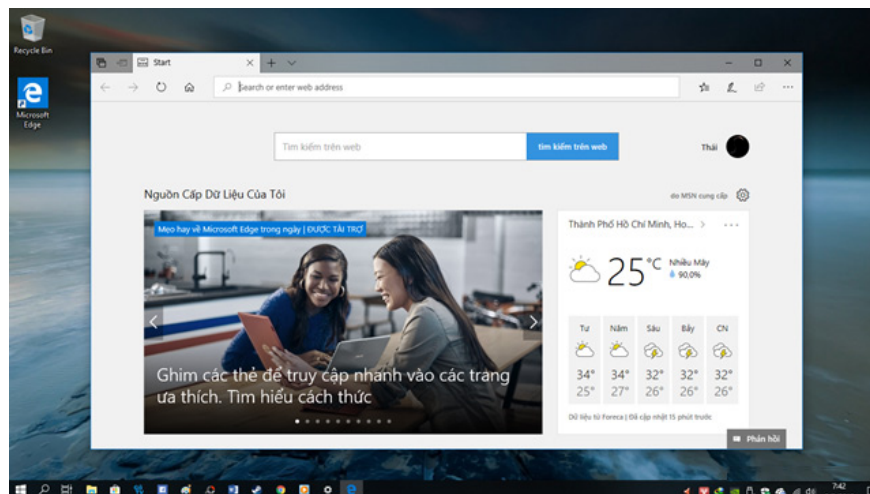 Recycle Bin
Microsoft
Edge
Start
Search or enter web address
Tìm kiếm trên web
tìm kiếm trên web
Thái
Nguồn Cấp Dữ Liệu Của Tôi
do MSN cung cấp
Mẹo hay về Microsoft Edge trong ngày | ĐƯỢC TÀI TRỢ
Ghim các thẻ để truy cập nhanh vào các trang
ưa thích. Tìm hiểu cách thức
Thành Phố Hồ Chí Minh, Ho...
25°C
Nhiều Mây
90,0%
Tư Năm Sáu Bảy CN
34° 34° 32° 32° 32°
25° 27° 26° 26° 26°
Dữ liệu từ Foreca | Đã cập nhật 15 phút trước
Phản hồi
7:42